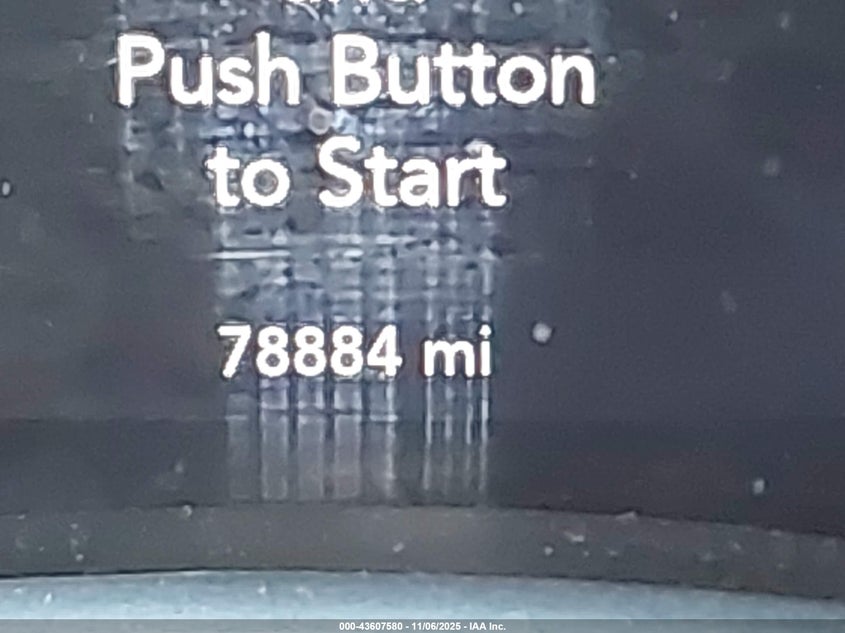 Push Button
to Start
78884 mi
000-43607580 - 11/06/2025 - IAA Inc.